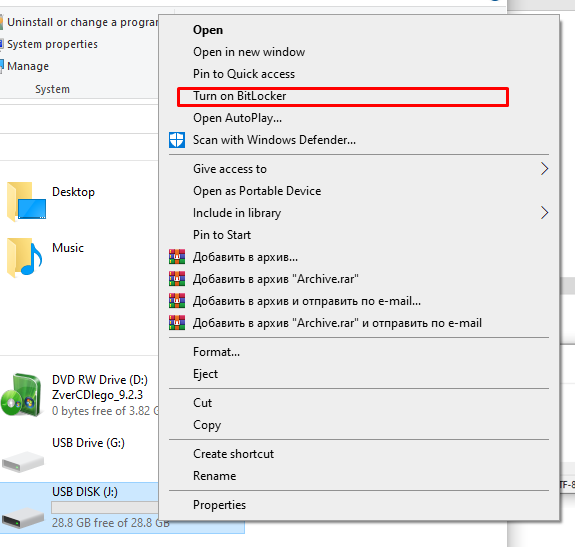 Uninstall or change a program
System properties
Manage
System
Desktop
Music
DVD RW Drive (D:)
ZverCDlego_9.2.3
0 bytes free of 3.82 G
USB Drive (G:)
USB DISK (J:)
28.8 GB free of 28.8 GB
Open
Open in new window
Pin to Quick access
Turn on BitLocker
Open AutoPlay...
Scan with Windows Defender...
Give access to
Open as Portable Device
Include in library
Pin to Start
Добавить в архив...
Добавить в архив "Archive.rar"
Добавить в архив и отправить по e-mail...
Добавить в архив "Archive.rar" и отправить по e-mail
Format...
Eject
Cut
Copy
Create shortcut
Rename
Properties
TF-8